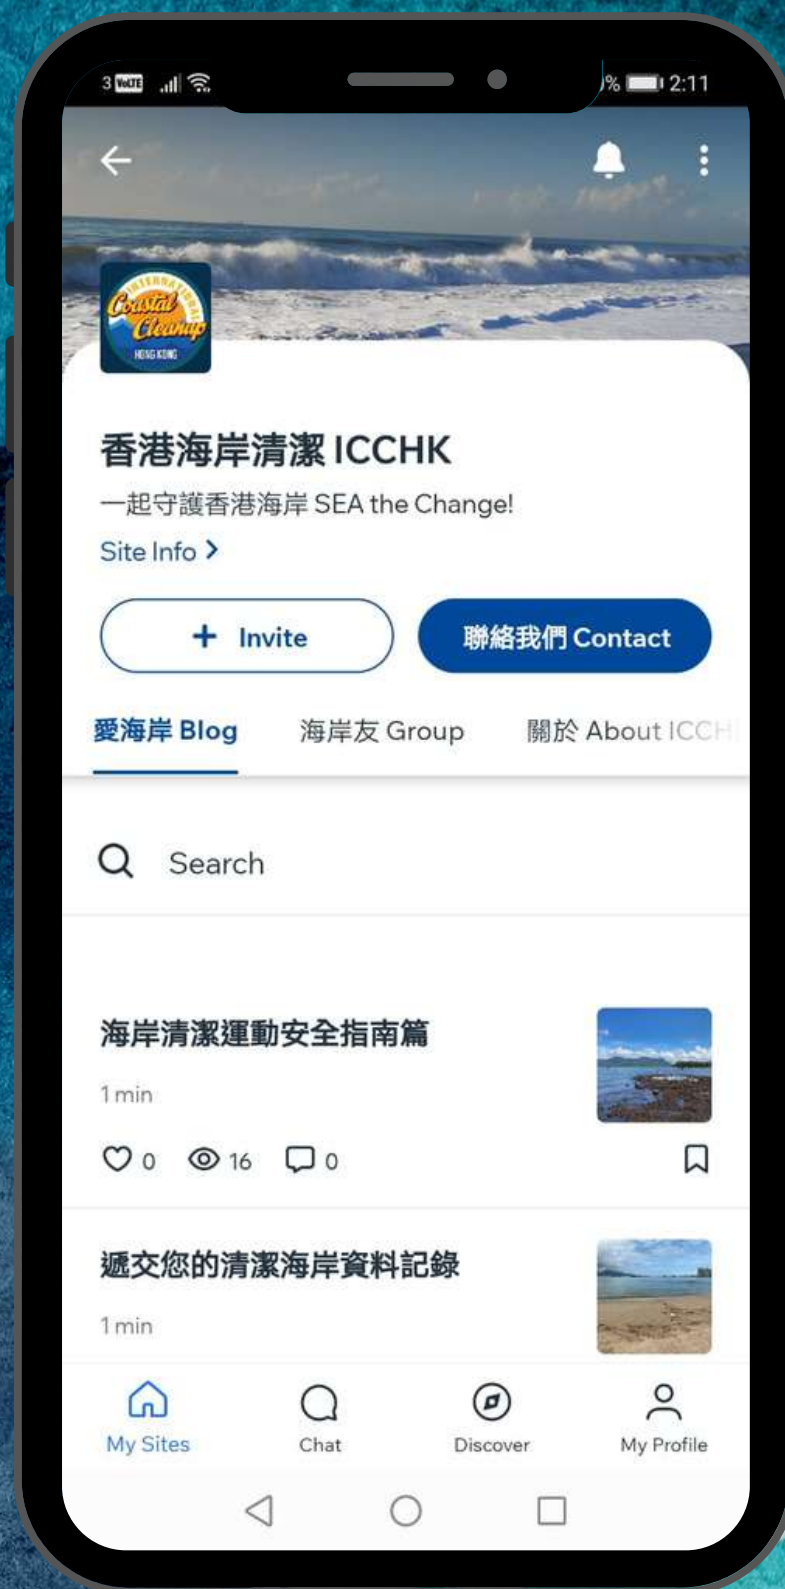 3 VoLTE % 2:11
INTERNATIONAL
Coastal
Cleanup
HONG KONG
香港海岸清潔 ICCHK
一起守護香港海岸 SEA the Change!
Site Info >
+ Invite
聯絡我們 Contact
愛海岸 Blog 海岸友 Group 關於 About ICCH
Search
海岸清潔運動安全指南篇
1 min
0 16 0
遞交您的清潔海岸資料記錄
1 min
My Sites Chat Discover My Profile